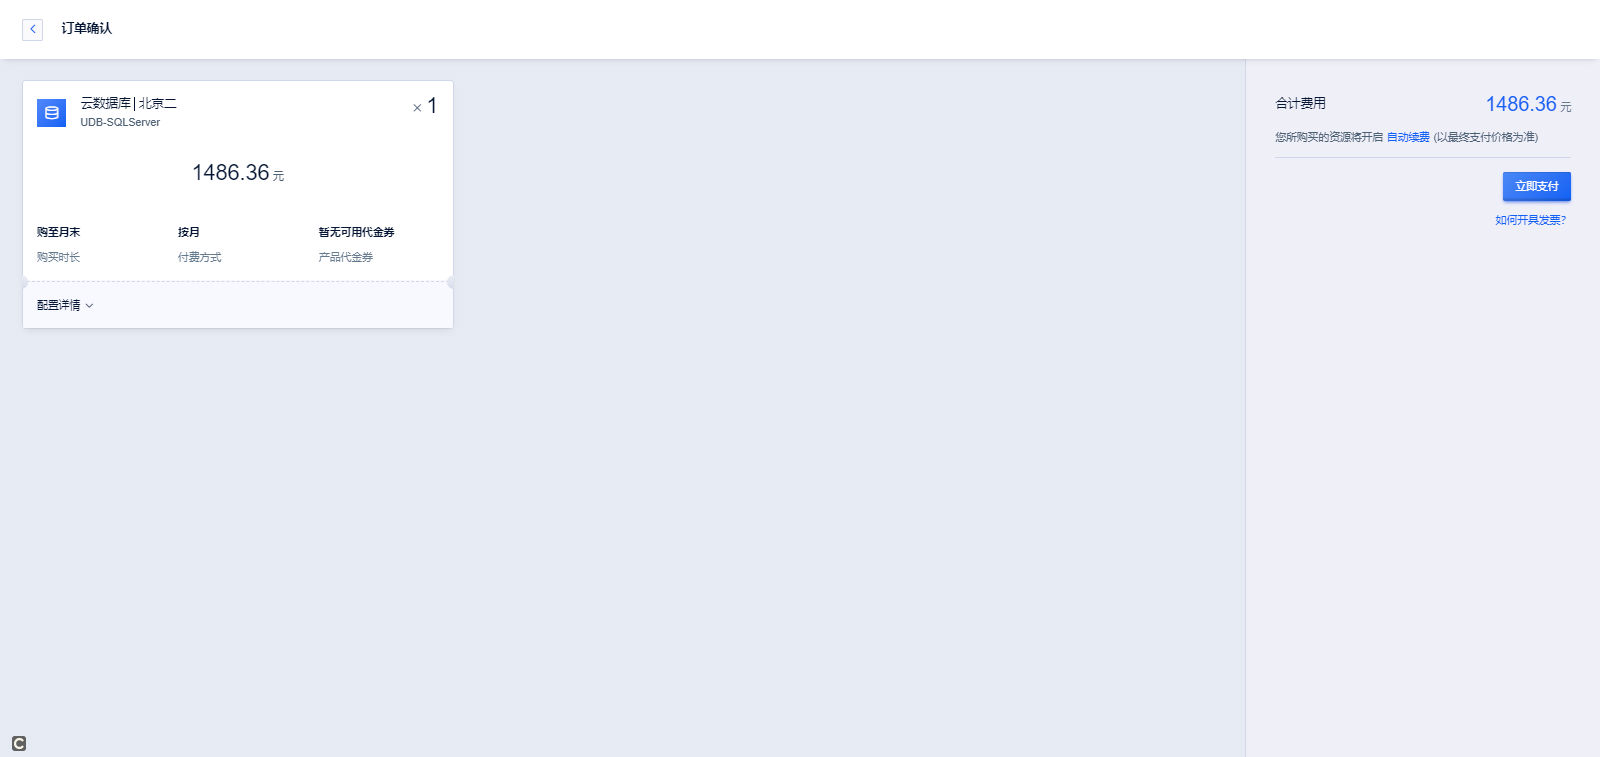 订单确认
云数据库 | 北京二
UDB-SQLServer
× 1
1486.36 元
购至月末
购买时长
按月
付费方式
暂无可用代金券
产品代金券
配置详情
合计费用
1486.36 元
您所购买的资源将开启 自动续费 (以最终支付价格为准)
立即支付
如何开具发票?
C